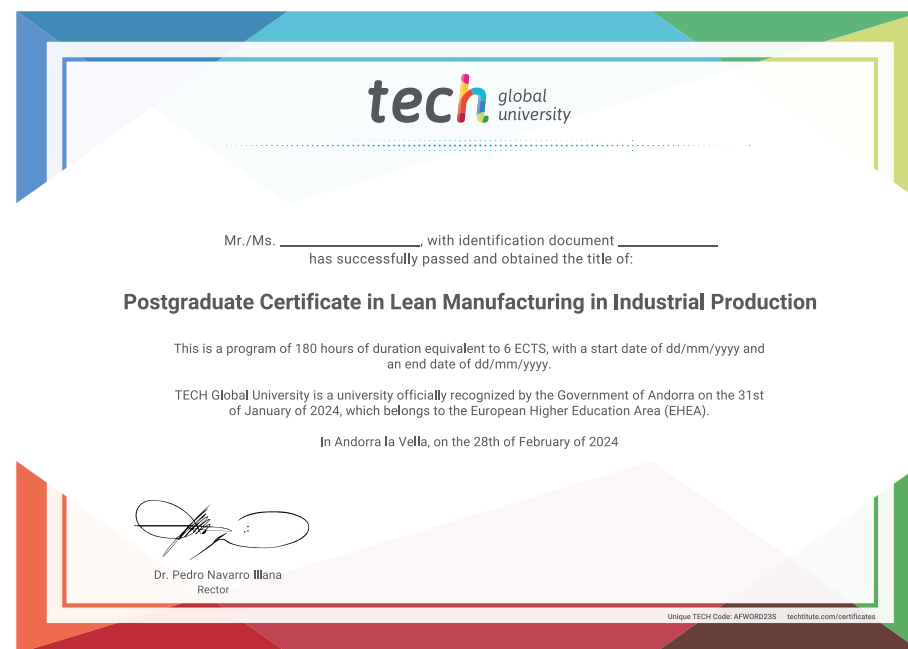 tech global university
Mr./Ms. ____________, with identification document ____________
has successfully passed and obtained the title of:
Postgraduate Certificate in Lean Manufacturing in Industrial Production
This is a program of 180 hours of duration equivalent to 6 ECTS, with a start date of dd/mm/yyyy and
an end date of dd/mm/yyyy.
TECH Global University is a university officially recognized by the Government of Andorra on the 31st
of January of 2024, which belongs to the European Higher Education Area (EHEA).
In Andorra la Vella, on the 28th of February of 2024
Dr. Pedro Navarro Illana
Rector
Unique TECH Code: AFWORD23S techtitute.com/certificates